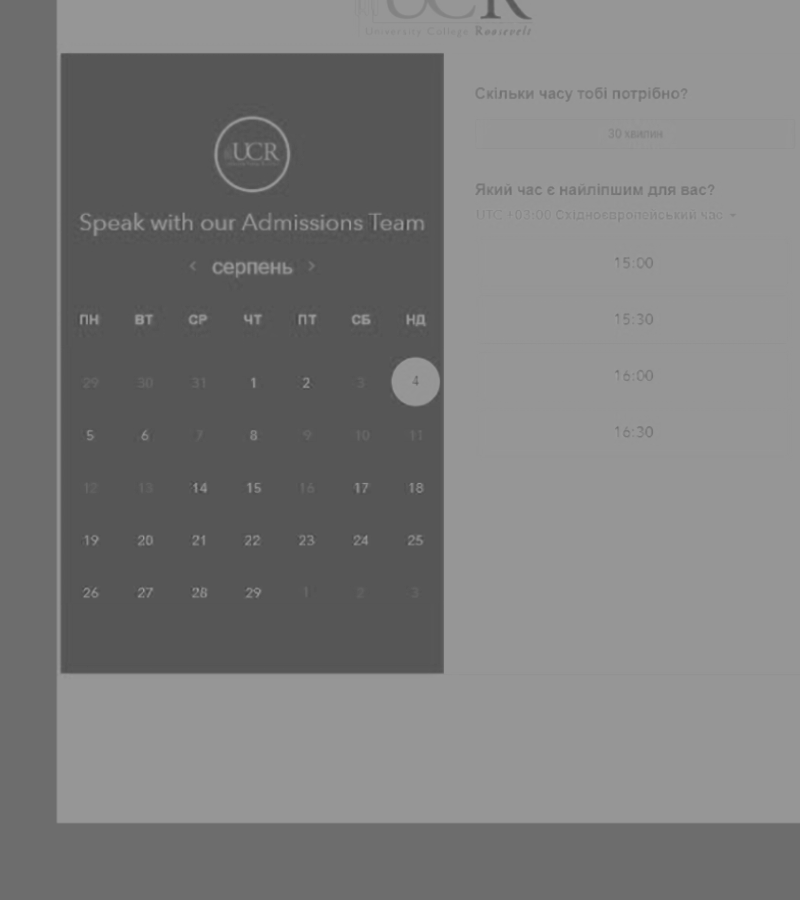 UCR
University College Roosevelt
UCR
Speak with our Admissions Team
‹ серпень ›
ПН ВТ СР ЧТ ПТ СБ НД
29 30 31 1 2 3 4
5 6 7 8 9 10 11
12 13 14 15 16 17 18
19 20 21 22 23 24 25
26 27 28 29 1 2 3
Скільки часу тобі потрібно?
30 хвилин
Який час є найліпшим для вас?
UTC +03:00 Східноєвропейський час
15:00
15:30
16:00
16:30